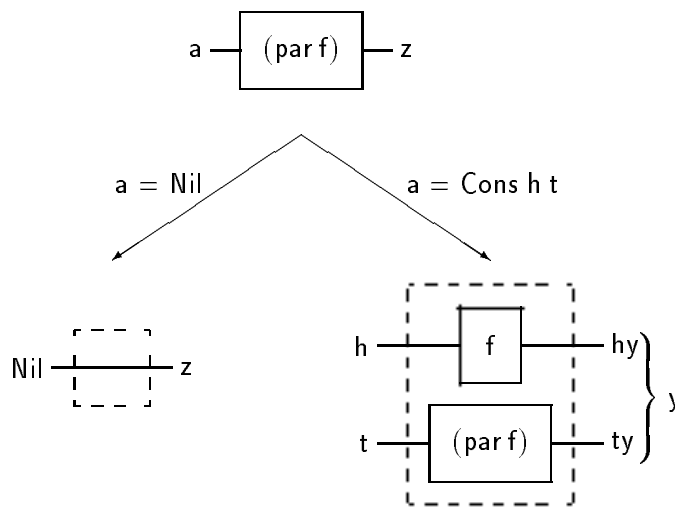 a (par f) z
a = Nil a = Cons h t
h f hy
Nil z
y
t (par f) ty